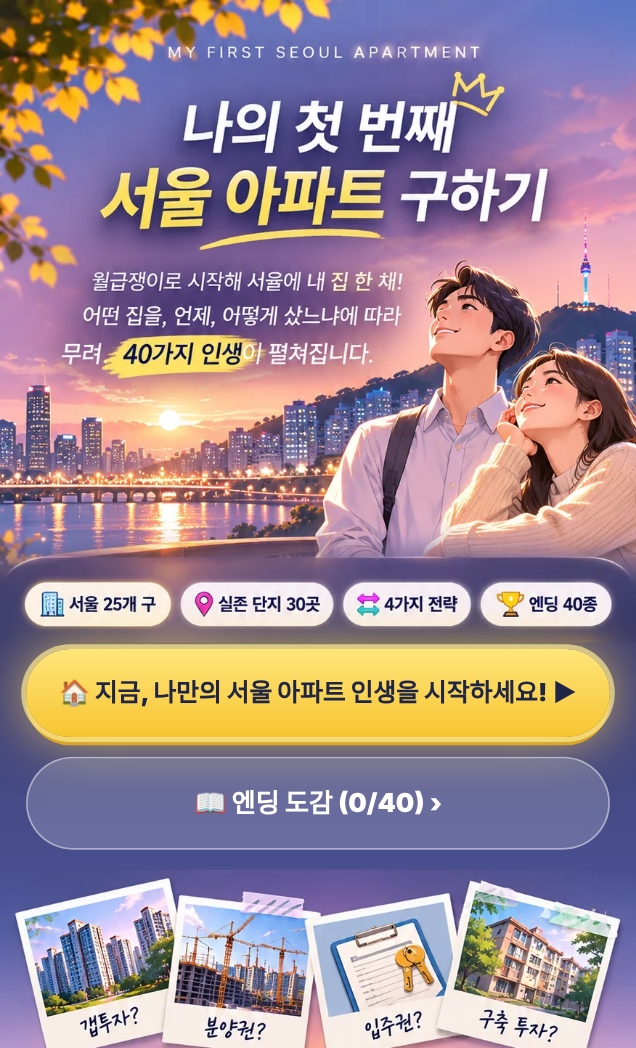 MY FIRST SEOUL APARTMENT
나의 첫 번째
서울 아파트 구하기
월급쟁이로 시작해 서울에 내 집 한 채!
어떤 집을, 언제, 어떻게 샀느냐에 따라
무려 40가지 인생이 펼쳐집니다.
서울 25개 구
실존 단지 30곳
4가지 전략
엔딩 40종
지금, 나만의 서울 아파트 인생을 시작하세요! ▶
엔딩 도감 (0/40) ›
갭투자?
분양권?
입주권?
구축 투자?